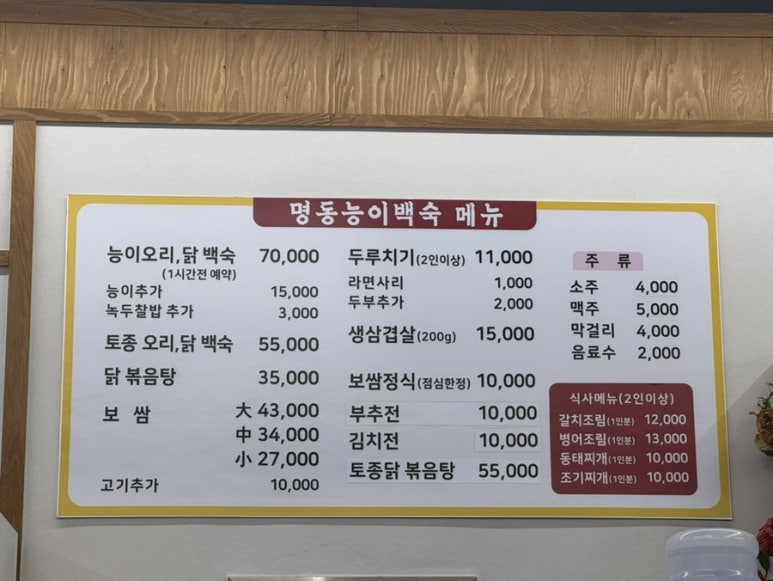 명동능이백숙 메뉴
능이오리,닭 백숙 70,000
(1시간전 예약)
능이추가 15,000
녹두찰밥 추가 3,000
토종 오리,닭 백숙 55,000
닭 볶음탕 35,000
보 쌈 大 43,000
中 34,000
小 27,000
고기추가 10,000
두루치기(2인이상) 11,000
라면사리 1,000
두부추가 2,000
생삼겹살(200g) 15,000
보쌈정식(점심한정) 10,000
부추전 10,000
김치전 10,000
토종닭 볶음탕 55,000
주 류
소주 4,000
맥주 5,000
막걸리 4,000
음료수 2,000
식사메뉴(2인이상)
갈치조림(1인분) 12,000
병어조림(1인분) 13,000
동태찌개(1인분) 10,000
조기찌개(1인분) 10,000